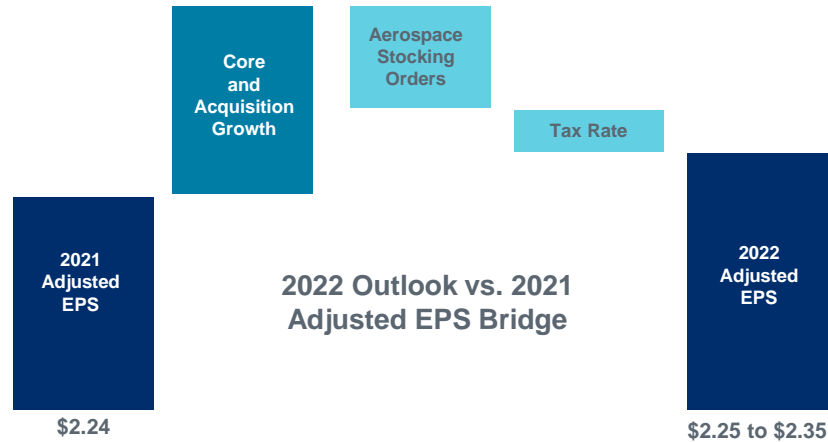 Core
and
Acquisition
Growth
Aerospace
Stocking
Orders
Tax Rate
2021
Adjusted
EPS
2022
Adjusted
EPS
2022 Outlook vs. 2021
Adjusted EPS Bridge
$2.24
$2.25 to $2.35